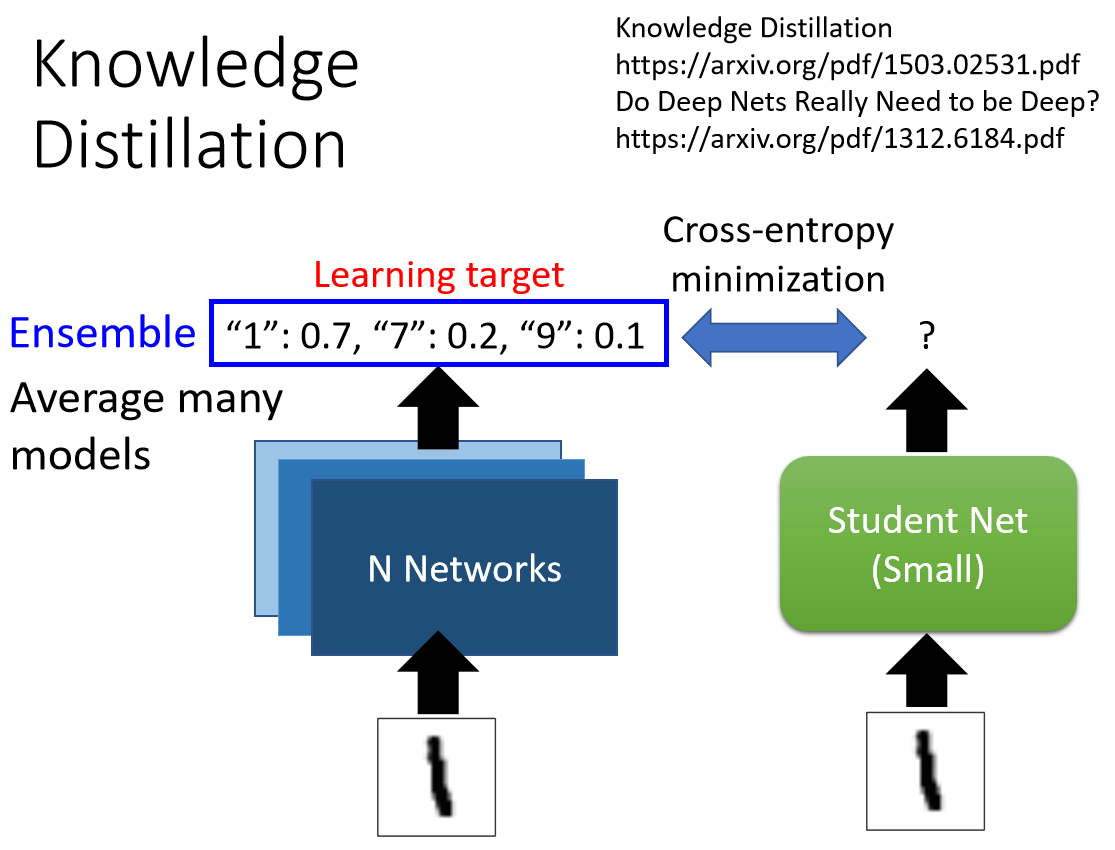 Knowledge
Distillation
Knowledge Distillation
https://arxiv.org/pdf/1503.02531.pdf
Do Deep Nets Really Need to be Deep?
https://arxiv.org/pdf/1312.6184.pdf
Cross-entropy
minimization
Learning target
Ensemble
“1”: 0.7, “7”: 0.2, “9”: 0.1
?
Average many
models
N Networks
Student Net
(Small)